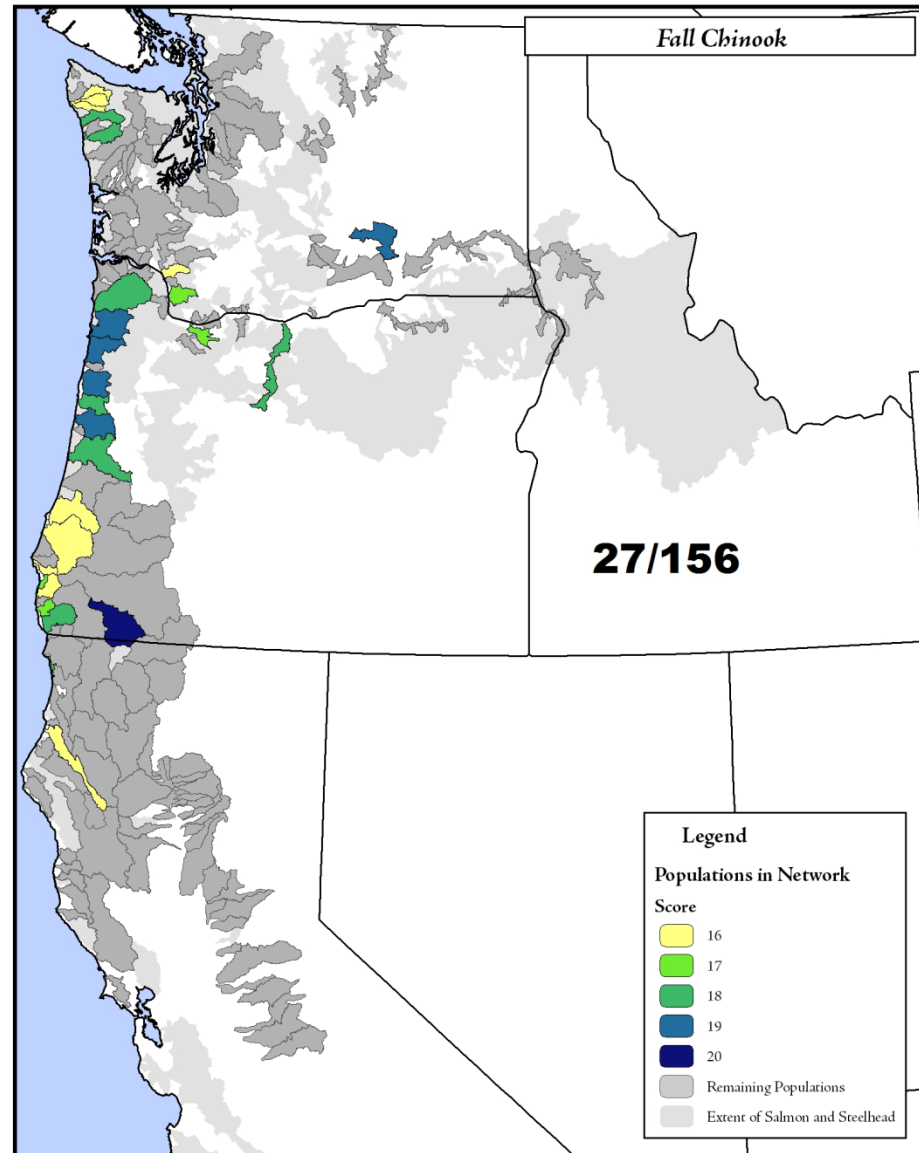 Fall Chinook
27/156
Legend
Populations in Network
Score
16
17
18
19
20
Remaining Populations
Extent of Salmon and Steelhead